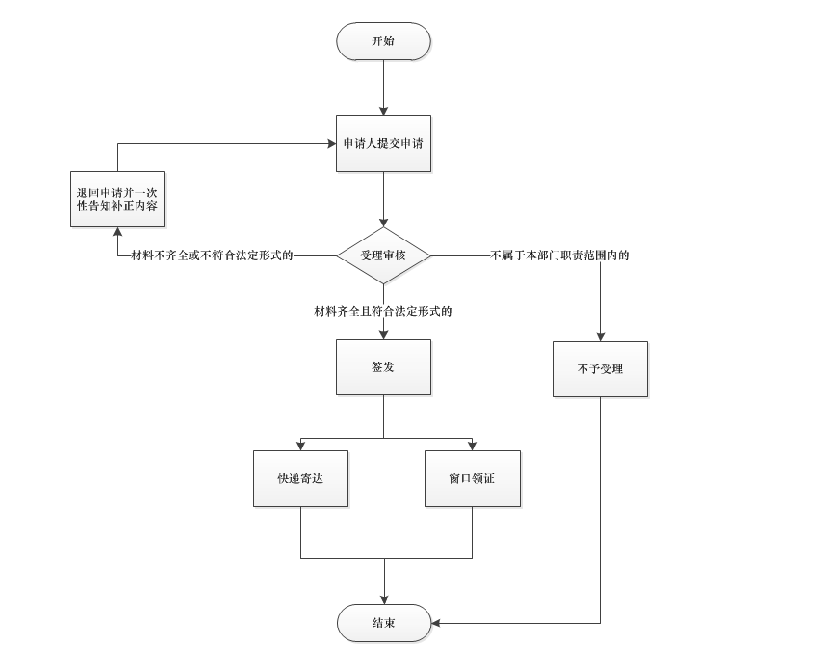 开始
申请人提交申请
退回申请并一次
性告知补正内容
受理审核
材料不齐全或不符合法定形式的
不属于本部门职责范围内的
材料齐全且符合法定形式的
签发
不予受理
快递寄达
窗口领证
结束